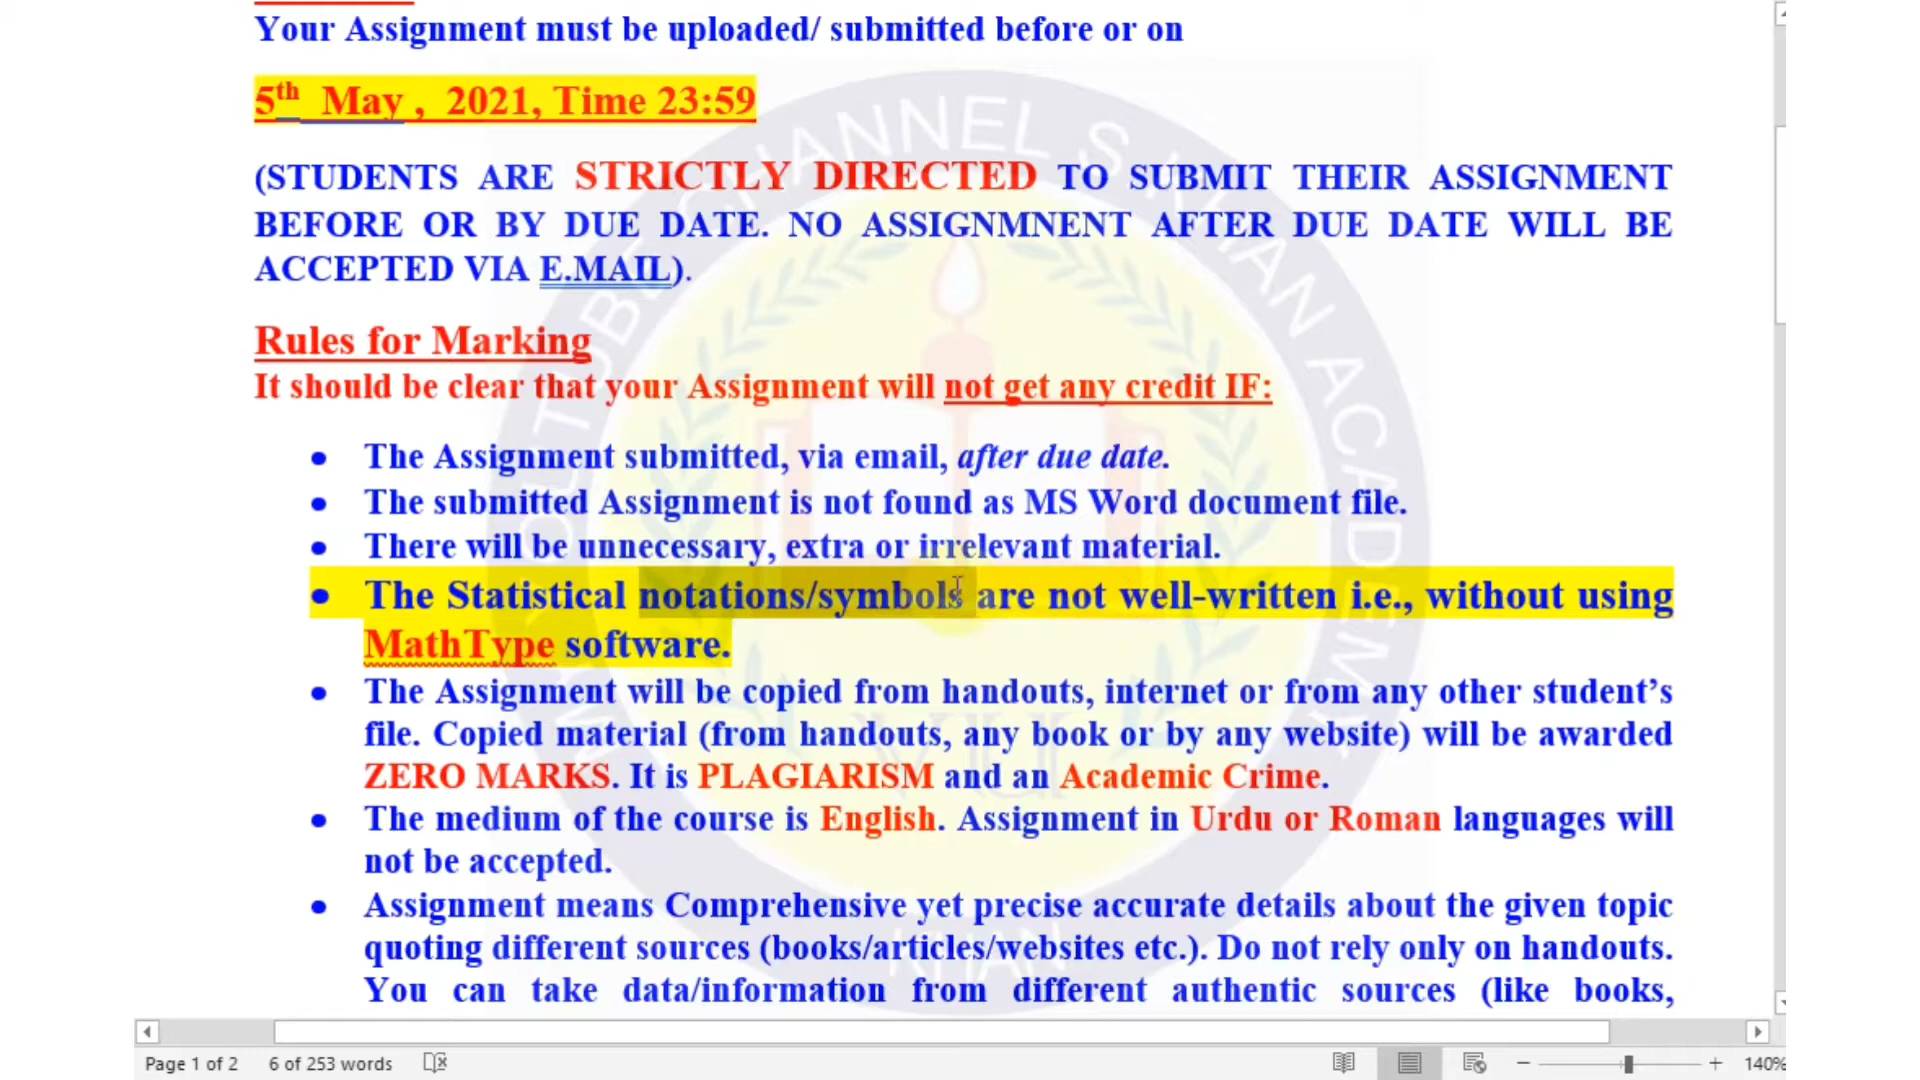 Your Assignment must be uploaded/ submitted before or on
5th May , 2021, Time 23:59
(STUDENTS ARE STRICTLY DIRECTED TO SUBMIT THEIR ASSIGNMENT
BEFORE OR BY DUE DATE. NO ASSIGNMNENT AFTER DUE DATE WILL BE
ACCEPTED VIA E.MAIL).
Rules for Marking
It should be clear that your Assignment will not get any credit IF:
• The Assignment submitted, via email, after due date.
• The submitted Assignment is not found as MS Word document file.
• There will be unnecessary, extra or irrelevant material.
• The Statistical notations/symbols are not well-written i.e., without using
MathType software.
• The Assignment will be copied from handouts, internet or from any other student’s
file. Copied material (from handouts, any book or by any website) will be awarded
ZERO MARKS. It is PLAGIARISM and an Academic Crime.
• The medium of the course is English. Assignment in Urdu or Roman languages will
not be accepted.
• Assignment means Comprehensive yet precise accurate details about the given topic
quoting different sources (books/articles/websites etc.). Do not rely only on handouts.
You can take data/information from different authentic sources (like books,
Page 1 of 2 6 of 253 words 140%